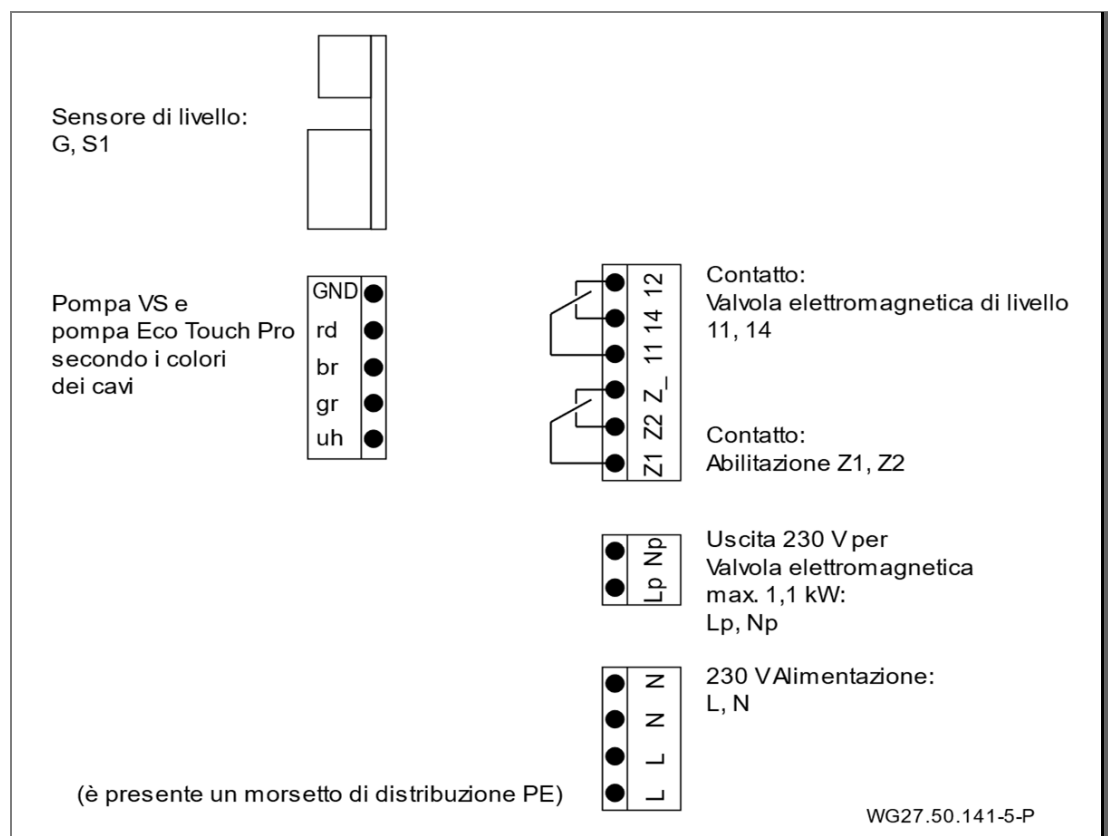 Sensore di livello:
G, S1
Pompa VS e
pompa Eco Touch Pro
secondo i colori
dei cavi
GND
rd
br
gr
uh
12
14
11
Z_
Z2
Z1
Contatto:
Valvola elettromagnetica di livello
11, 14
Contatto:
Abilitazione Z1, Z2
Np
Lp
Uscita 230 V per
Valvola elettromagnetica
max. 1,1 kW:
Lp, Np
N
N
L
L
230 V Alimentazione:
L, N
(è presente un morsetto di distribuzione PE)
WG27.50.141-5-P